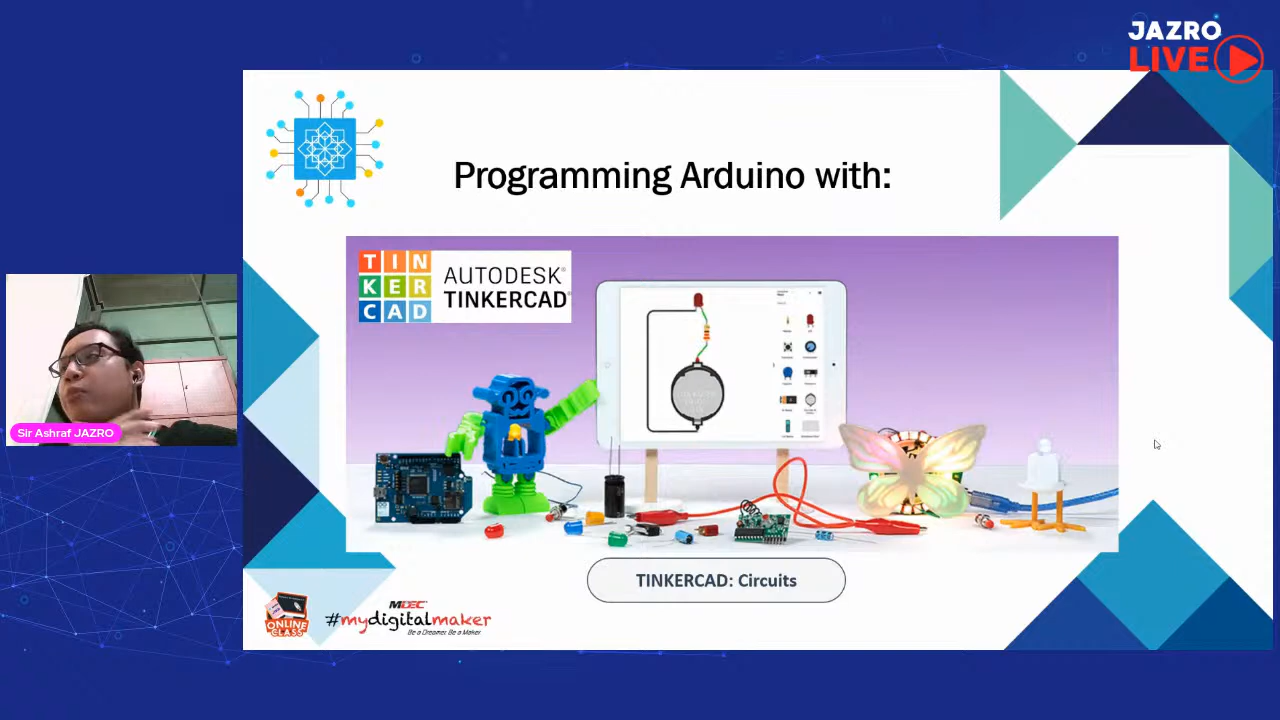 JAZRO
LIVE
Programming Arduino with:
TIN
KER
CAD
AUTODESK®
TINKERCAD®
Sir Ashraf JAZRO
TINKERCAD: Circuits
ONLINE
CLASS
MDEC
#mydigitalmaker
Be a Dreamer. Be a Maker